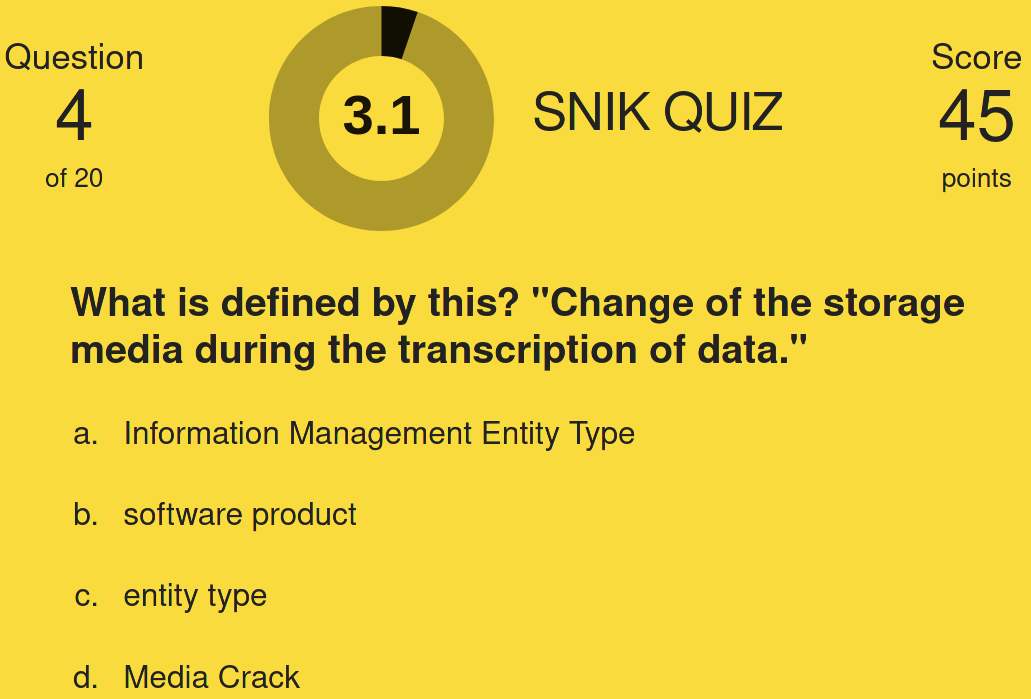 Question
4
of 20
3.1
SNIK QUIZ
Score
45
points
What is defined by this? "Change of the storage
media during the transcription of data."
a. Information Management Entity Type
b. software product
c. entity type
d. Media Crack